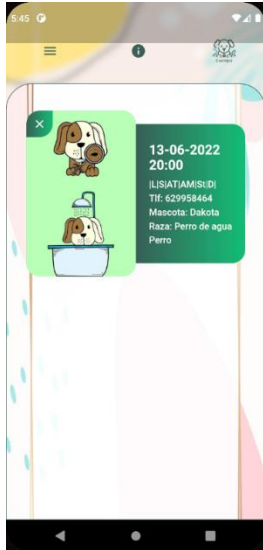 5:45
13-06-2022
20:00
|L|S|AT|AM|St|D|
Tlf: 629958464
Mascota: Dakota
Raza: Perro de agua
Perro